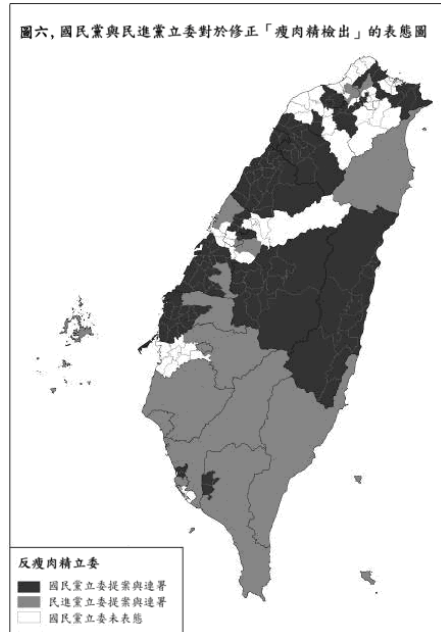 圖六，國民黨與民進黨立委對於修正「瘦肉精檢出」的表態圖
反瘦肉精立委
國民黨立委提案與連署
民進黨立委提案與連署
國民黨立委未表態